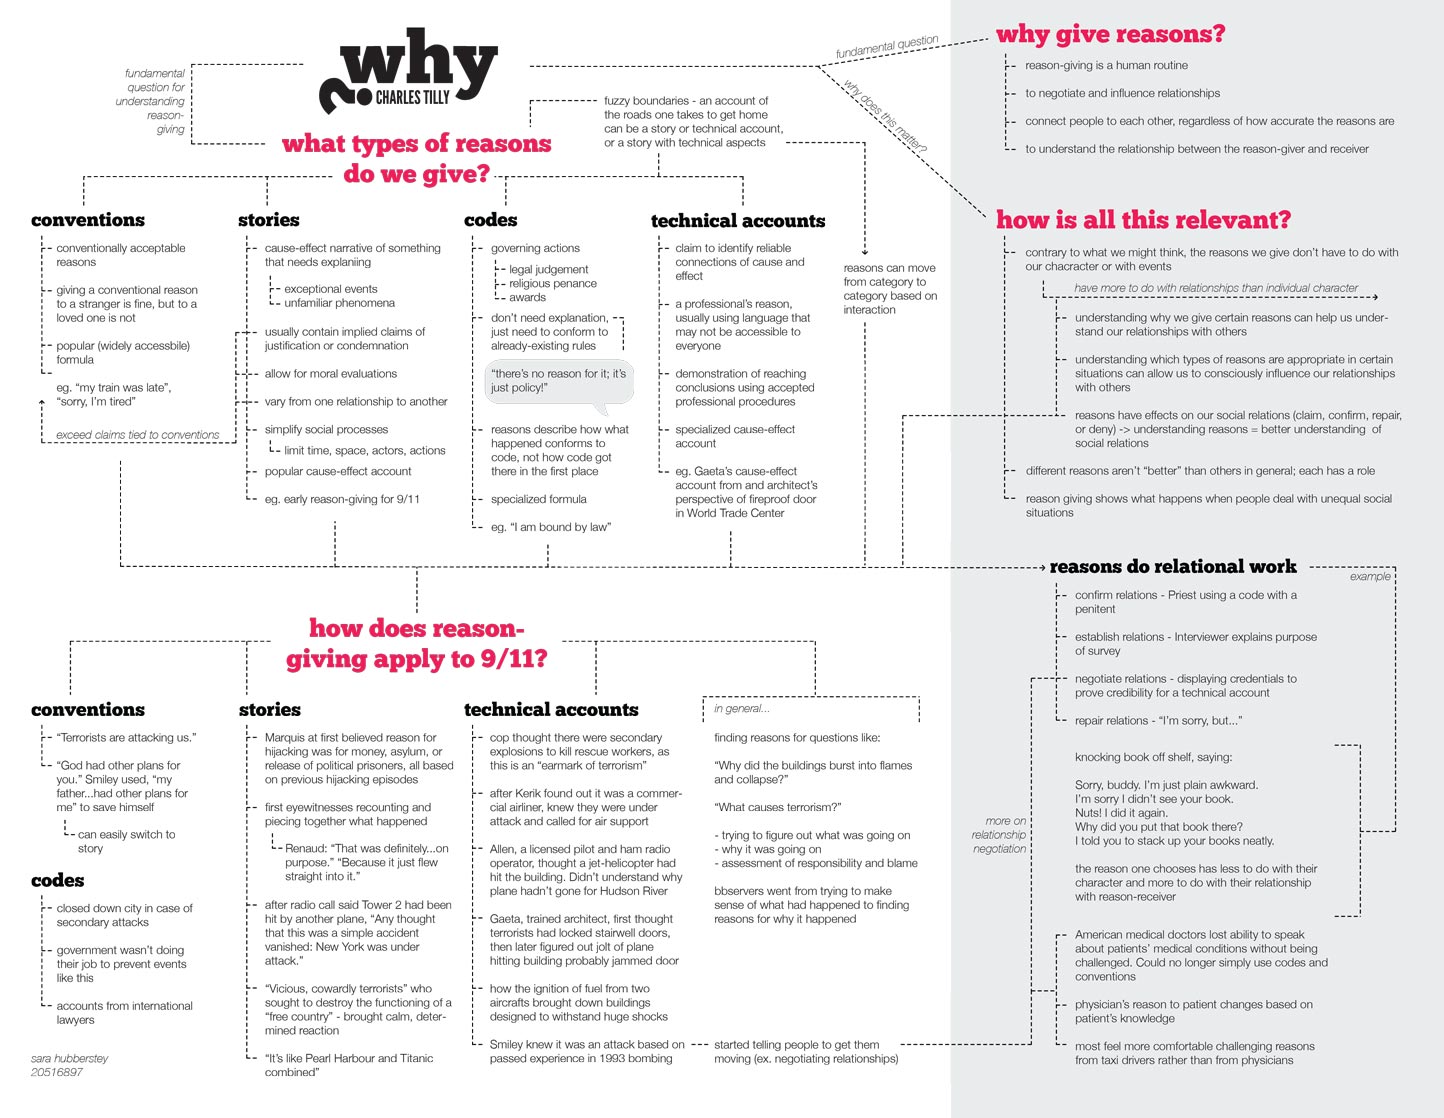 why?
CHARLES TILLY
fundamental
question for
understanding
reason-
giving
what types of reasons
do we give?
fuzzy boundaries - an account of
the roads one takes to get home
can be a story or technical account,
or a story with technical aspects
fundamental question
why does this matter?
conventions
conventionally acceptable
reasons
giving a conventional reason
to a stranger is fine, but to a
loved one is not
popular (widely accessbile)
formula
eg. “my train was late”,
“sorry, I’m tired”
exceed claims tied to conventions
stories
cause-effect narrative of something
that needs explaniing
exceptional events
unfamiliar phenomena
usually contain implied claims of
justification or condemnation
allow for moral evaluations
vary from one relationship to another
simplify social processes
limit time, space, actors, actions
popular cause-effect account
eg. early reason-giving for 9/11
codes
governing actions
legal judgement
religious penance
awards
don’t need explanation,
just need to conform to
already-existing rules
“there’s no reason for it; it’s
just policy!”
reasons describe how what
happened conforms to
code, not how code got
there in the first place
specialized formula
eg. “I am bound by law”
technical accounts
claim to identify reliable
connections of cause and
effect
a professional’s reason,
usually using language that
may not be accessible to
everyone
demonstration of reaching
conclusions using accepted
professional procedures
specialized cause-effect
account
eg. Gaeta’s cause-effect
account from and architect’s
perspective of fireproof door
in World Trade Center
reasons can move
from category to
category based on
interaction
why give reasons?
reason-giving is a human routine
to negotiate and influence relationships
connect people to each other, regardless of how accurate the reasons are
to understand the relationship between the reason-giver and receiver
how is all this relevant?
contrary to what we might think, the reasons we give don’t have to do with
our chacracter or with events
have more to do with relationships than individual character
understanding why we give certain reasons can help us under-
stand our relationships with others
understanding which types of reasons are appropriate in certain
situations can allow us to consciously influence our relationships
with others
reasons have effects on our social relations (claim, confirm, repair,
or deny) -> understanding reasons = better understanding of
social relations
different reasons aren’t “better” than others in general; each has a role
reason giving shows what happens when people deal with unequal social
situations
reasons do relational work
example
confirm relations - Priest using a code with a
penitent
establish relations - Interviewer explains purpose
of survey
negotiate relations - displaying credentials to
prove credibility for a technical account
repair relations - “I’m sorry, but...”
knocking book off shelf, saying:
Sorry, buddy. I’m just plain awkward.
I’m sorry I didn’t see your book.
Nuts! I did it again.
Why did you put that book there?
I told you to stack up your books neatly.
the reason one chooses has less to do with their
character and more to do with their relationship
with reason-receiver
more on
relationship
negotiation
American medical doctors lost ability to speak
about patients’ medical conditions without being
challenged. Could no longer simply use codes and
conventions
physician’s reason to patient changes based on
patient’s knowledge
most feel more comfortable challenging reasons
from taxi drivers rather than from physicians
how does reason-
giving apply to 9/11?
conventions
“Terrorists are attacking us.”
“God had other plans for
you.” Smiley used, “my
father...had other plans for
me” to save himself
can easily switch to
story
codes
closed down city in case of
secondary attacks
government wasn’t doing
their job to prevent events
like this
accounts from international
lawyers
stories
Marquis at first believed reason for
hijacking was for money, asylum, or
release of political prisoners, all based
on previous hijacking episodes
first eyewitnesses recounting and
piecing together what happened
Renaud: “That was definitely...on
purpose.” “Because it just flew
straight into it.”
after radio call said Tower 2 had been
hit by another plane, “Any thought
that this was a simple accident
vanished: New York was under
attack.”
“Vicious, cowardly terrorists” who
sought to destroy the functioning of a
“free country” - brought calm, deter-
mined reaction
“It’s like Pearl Harbour and Titanic
combined”
technical accounts
cop thought there were secondary
explosions to kill rescue workers, as
this is an “earmark of terrorism”
after Kerik found out it was a commer-
cial airliner, knew they were under
attack and called for air support
Allen, a licensed pilot and ham radio
operator, thought a jet-helicopter had
hit the building. Didn’t understand why
plane hadn’t gone for Hudson River
Gaeta, trained architect, first thought
terrorists had locked stairwell doors,
then later figured out jolt of plane
hitting building probably jammed door
how the ignition of fuel from two
aircrafts brought down buildings
designed to withstand huge shocks
Smiley knew it was an attack based on
passed experience in 1993 bombing
in general...
finding reasons for questions like:
“Why did the buildings burst into flames
and collapse?”
“What causes terrorism?”
- trying to figure out what was going on
- why it was going on
- assessment of responsibility and blame
bbservers went from trying to make
sense of what had happened to finding
reasons for why it happened
started telling people to get them
moving (ex. negotiating relationships)
sara hubberstey
20516897